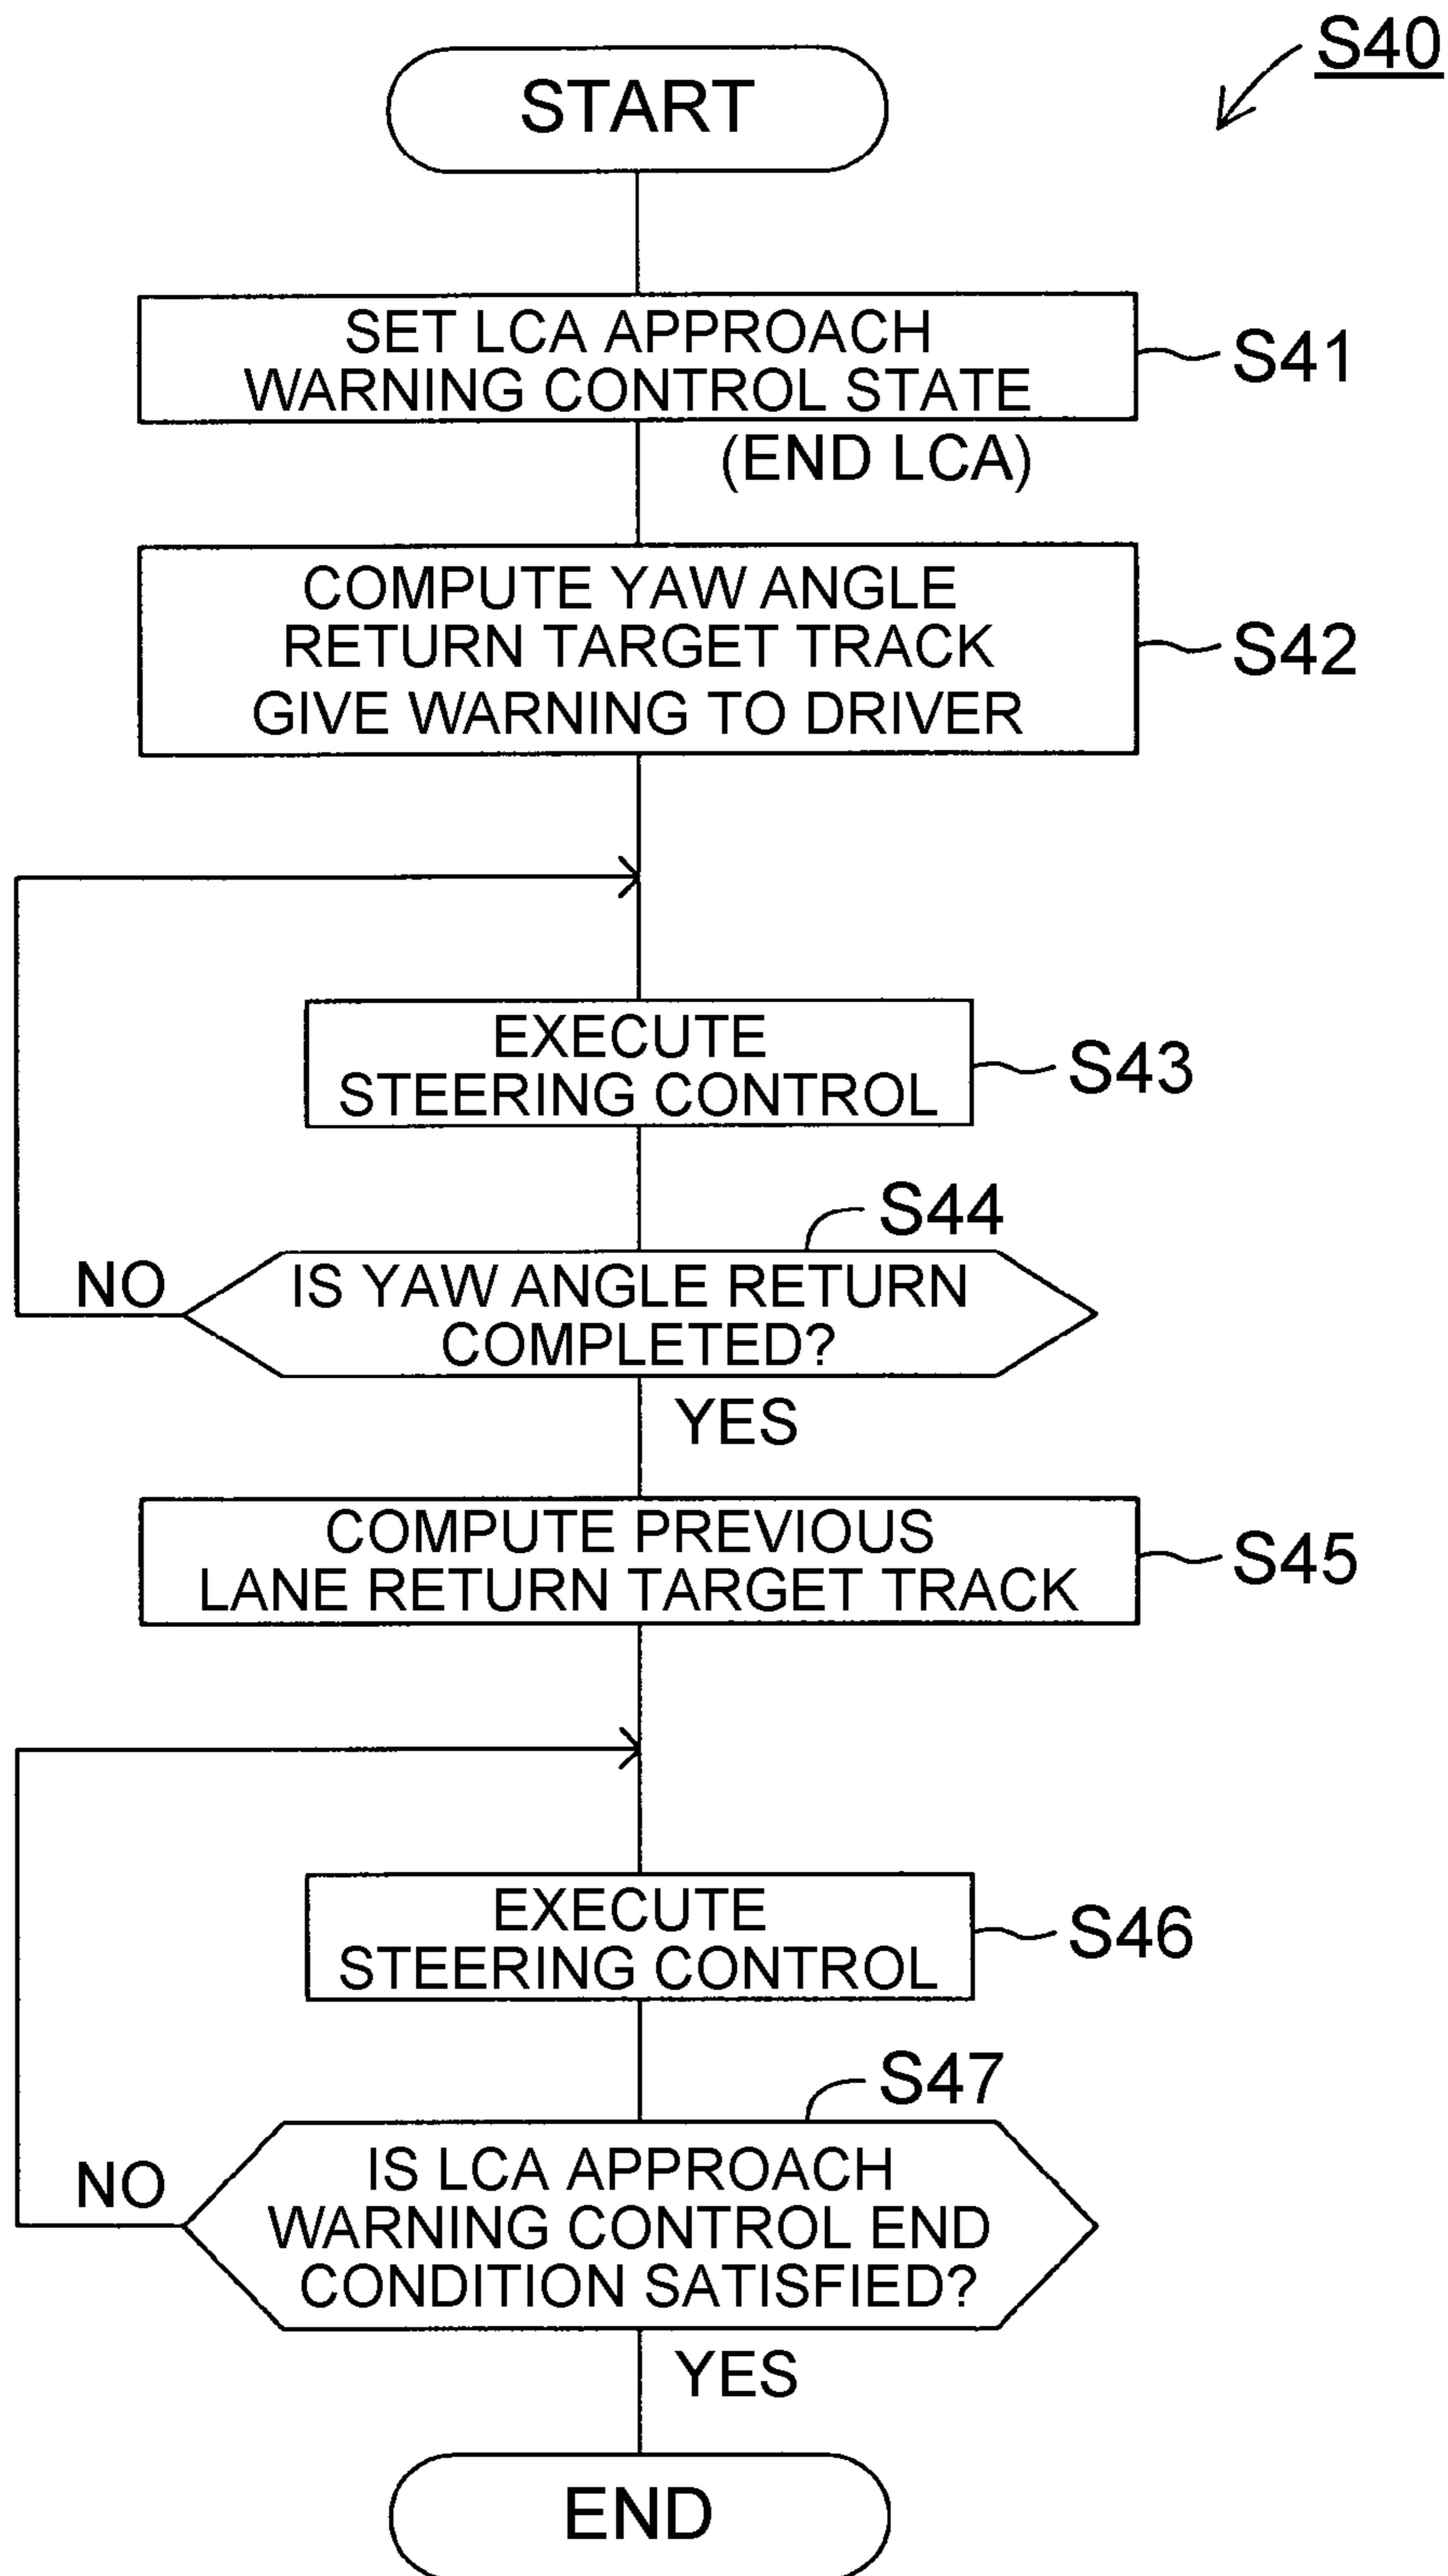 S40
START
SET LCA APPROACH
WARNING CONTROL STATE
S41
(END LCA)
COMPUTE YAW ANGLE
RETURN TARGET TRACK
GIVE WARNING TO DRIVER
S42
EXECUTE
STEERING CONTROL
S43
S44
NO
IS YAW ANGLE RETURN
COMPLETED?
YES
COMPUTE PREVIOUS
LANE RETURN TARGET TRACK
S45
EXECUTE
STEERING CONTROL
S46
S47
NO
IS LCA APPROACH
WARNING CONTROL END
CONDITION SATISFIED?
YES
END